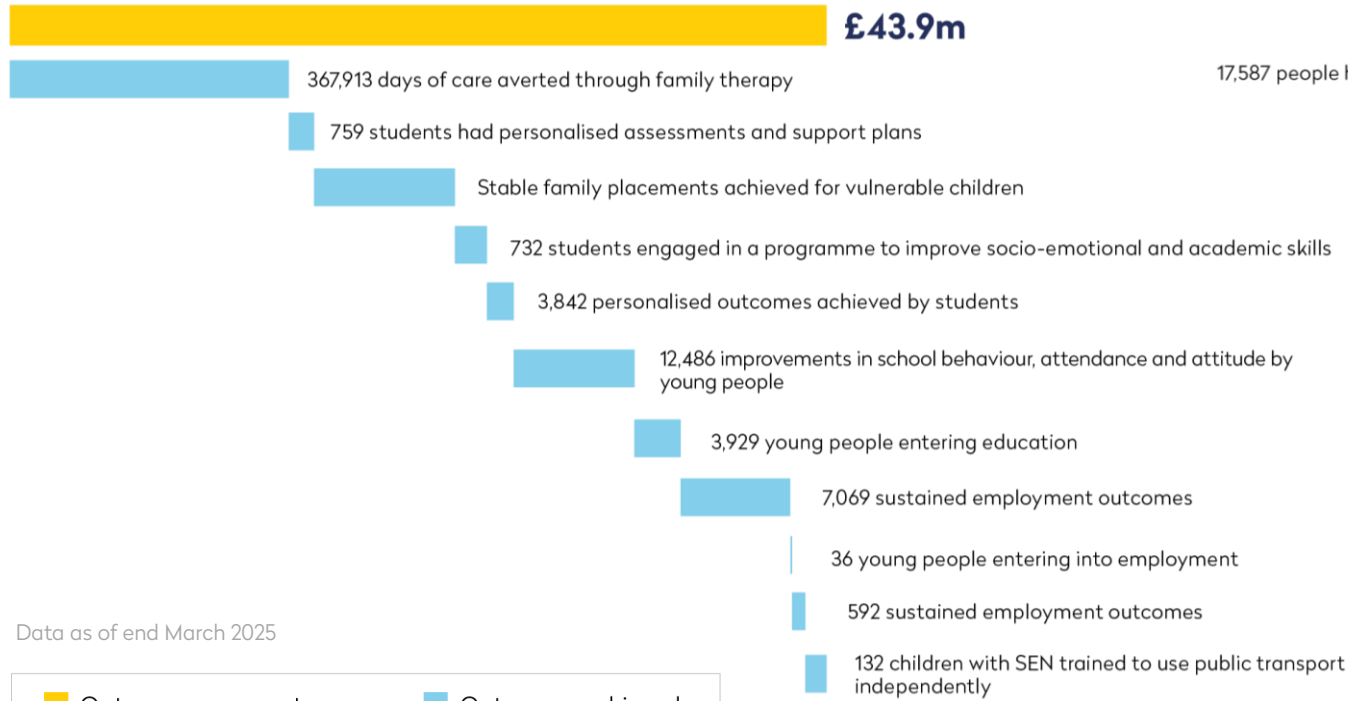 £43.9m
367,913 days of care averted through family therapy
17,587 people
759 students had personalised assessments and support plans
Stable family placements achieved for vulnerable children
732 students engaged in a programme to improve socio-emotional and academic skills
3,842 personalised outcomes achieved by students
12,486 improvements in school behaviour, attendance and attitude by
young people
3,929 young people entering education
7,069 sustained employment outcomes
36 young people entering into employment
592 sustained employment outcomes
Data as of end March 2025
132 children with SEN trained to use public transport
independently